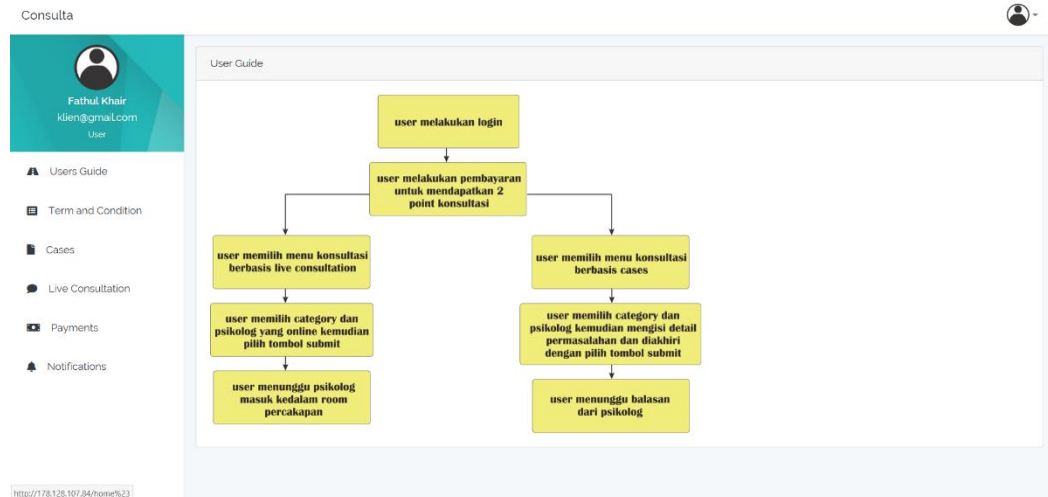 Consulta
Fathul Khair
klien@gmail.com
User
Users Guide
Term and Condition
Cases
Live Consultation
Payments
Notifications
User Guide
user melakukan login
user melakukan pembayaran
untuk mendapatkan 2
point konsultasi
user memilih menu konsultasi
berbasis live consultation
user memilih category dan
psikolog yang online kemudian
pilih tombol submit
user menunggu psikolog
masuk kedalam room
percakapan
user memilih menu konsultasi
berbasis cases
user memilih category dan
psikolog kemudian mengisi detail
permasalahan dan diakhiri
dengan pilih tombol submit
user menunggu balasan
dari psikolog
http://178.128.107.84/home%23